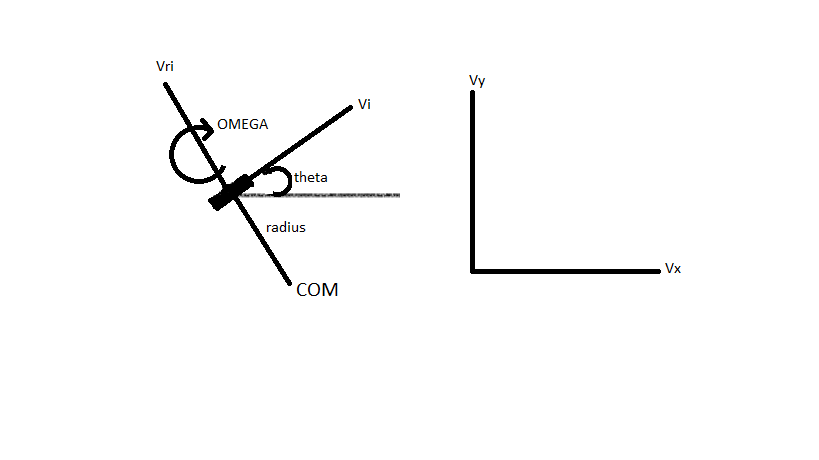 Vri
Vi
OMEGA
theta
radius
COM
Vy
Vx